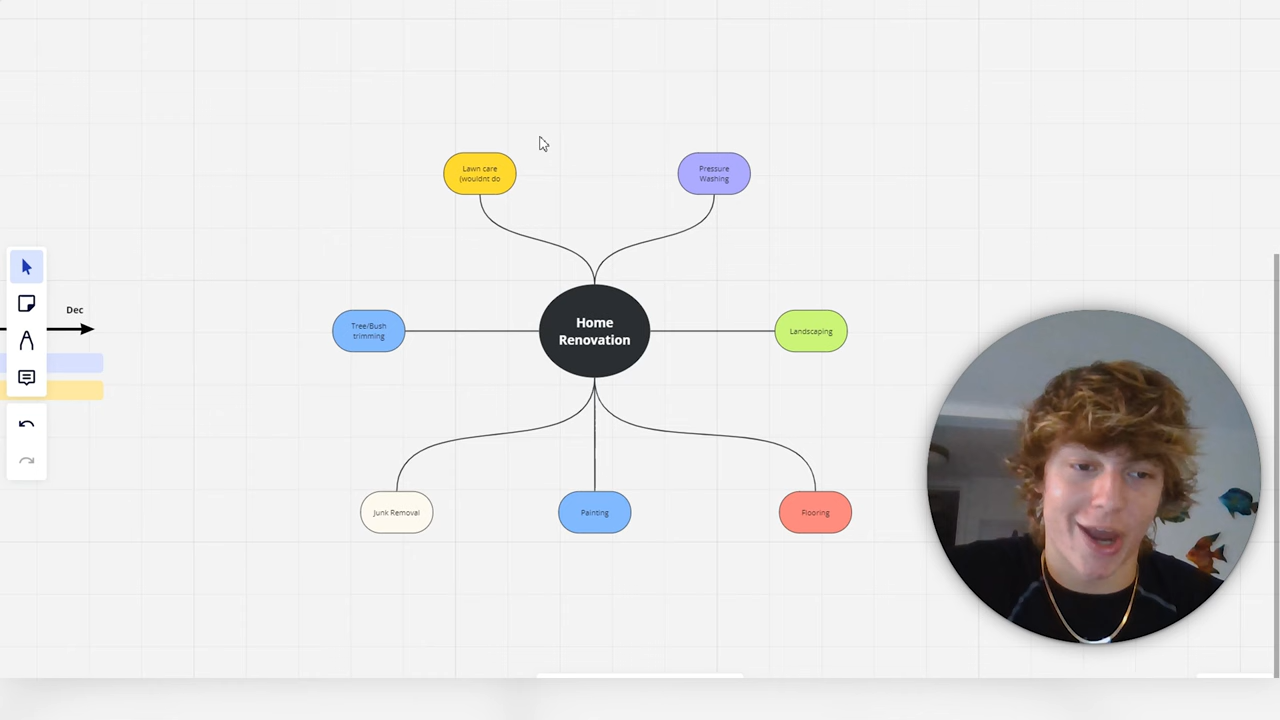 Lawn care
(wouldnt do
Pressure
Washing
Dec
Tree/Bush
trimming
Home
Renovation
Landscaping
Junk Removal
Painting
Flooring